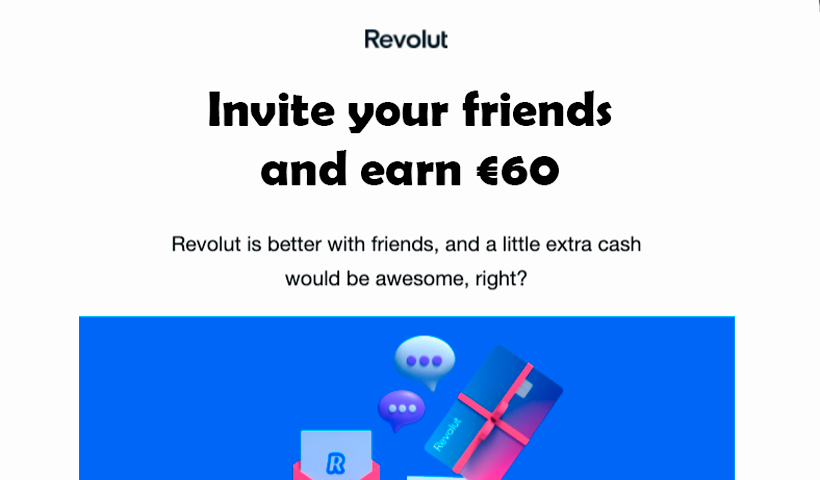 Revolut
Invite your friends
and earn €60
Revolut is better with friends, and a little extra cash
would be awesome, right?
Revolut
R